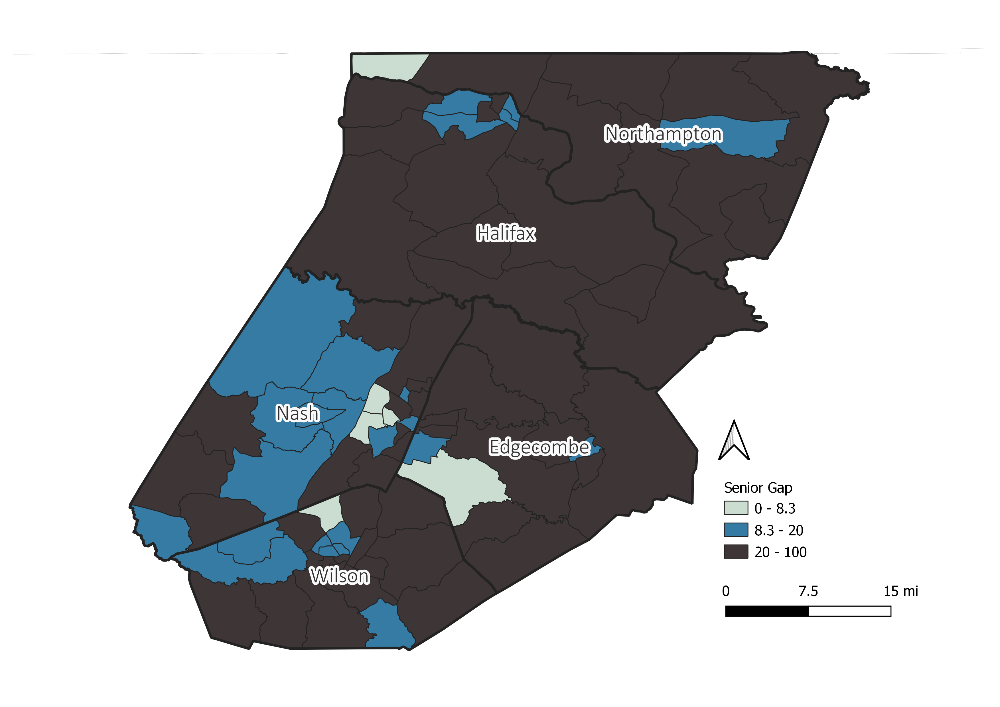 Northampton
Halifax
Nash
Edgecombe
Wilson
Senior Gap
0 - 8.3
8.3 - 20
20 - 100
0 7.5 15 mi